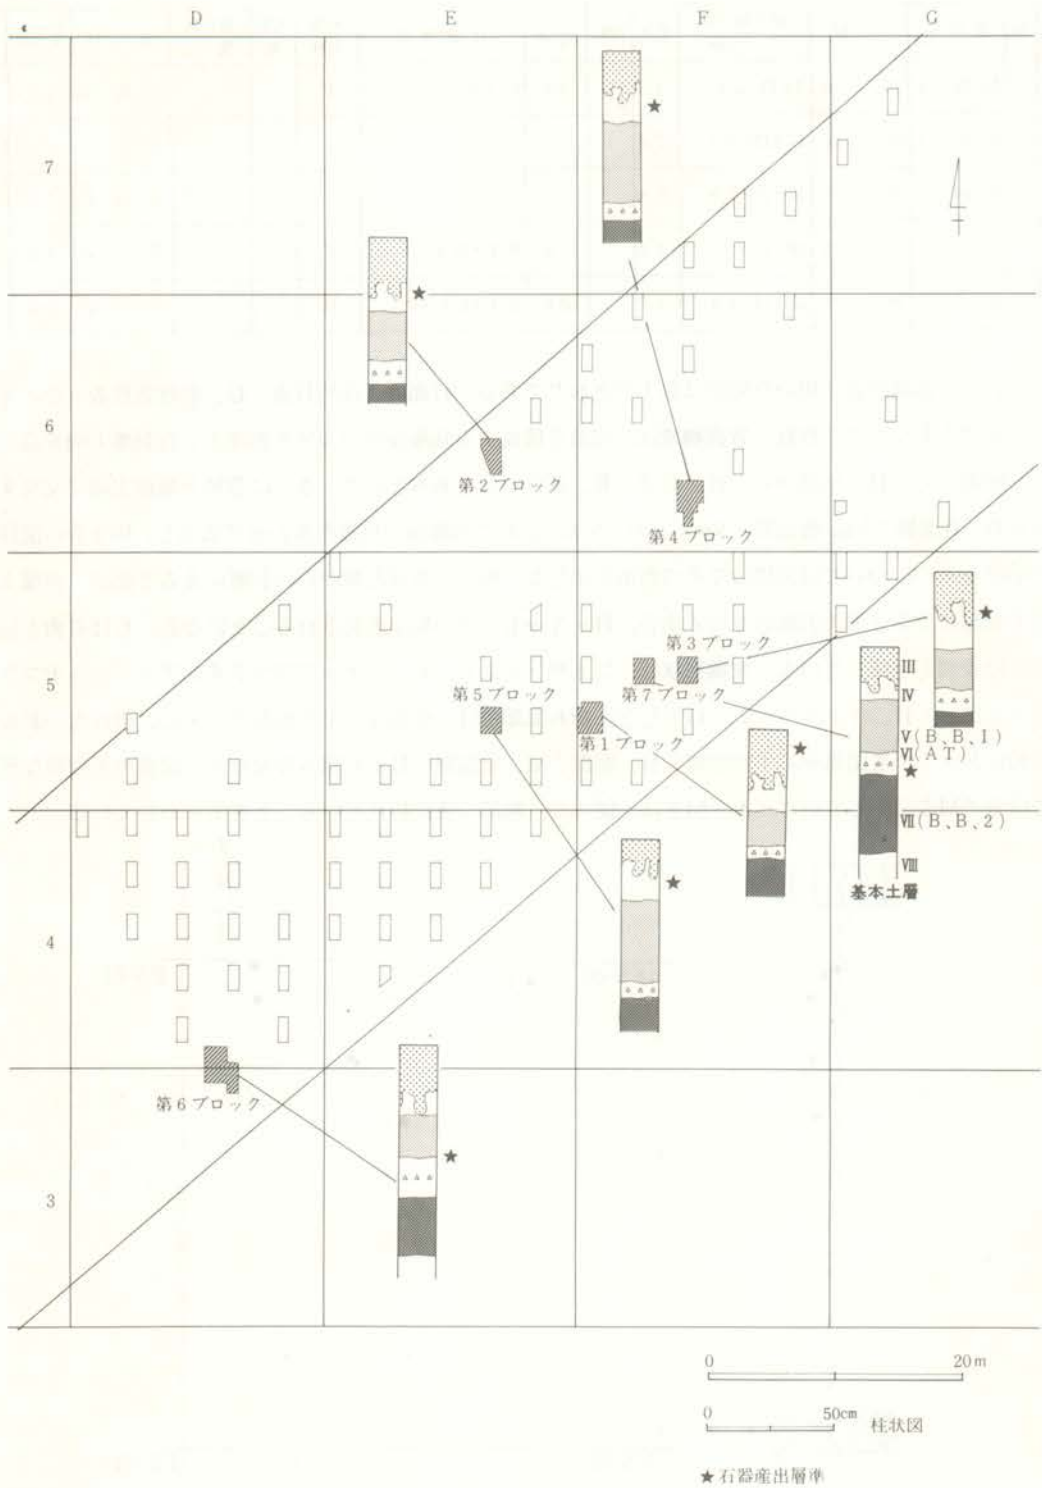 D E F G
7
6
第2ブロック
第4ブロック
5
第3ブロック
III
第5ブロック
第7ブロック
IV
第1ブロック
V(B、B、1)
VI(AT)
★
VII(B、B、2)
VIII
基本土層
4
第6ブロック
3
0 20m
0 50cm 柱状図
★石器産出層準